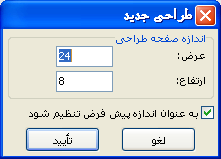 طراحی جدید
اندازه صفحه طراحی
عرض: 24
ارتفاع: 8
به عنوان اندازه پیش فرض تنظیم شود
لغو
تأیید